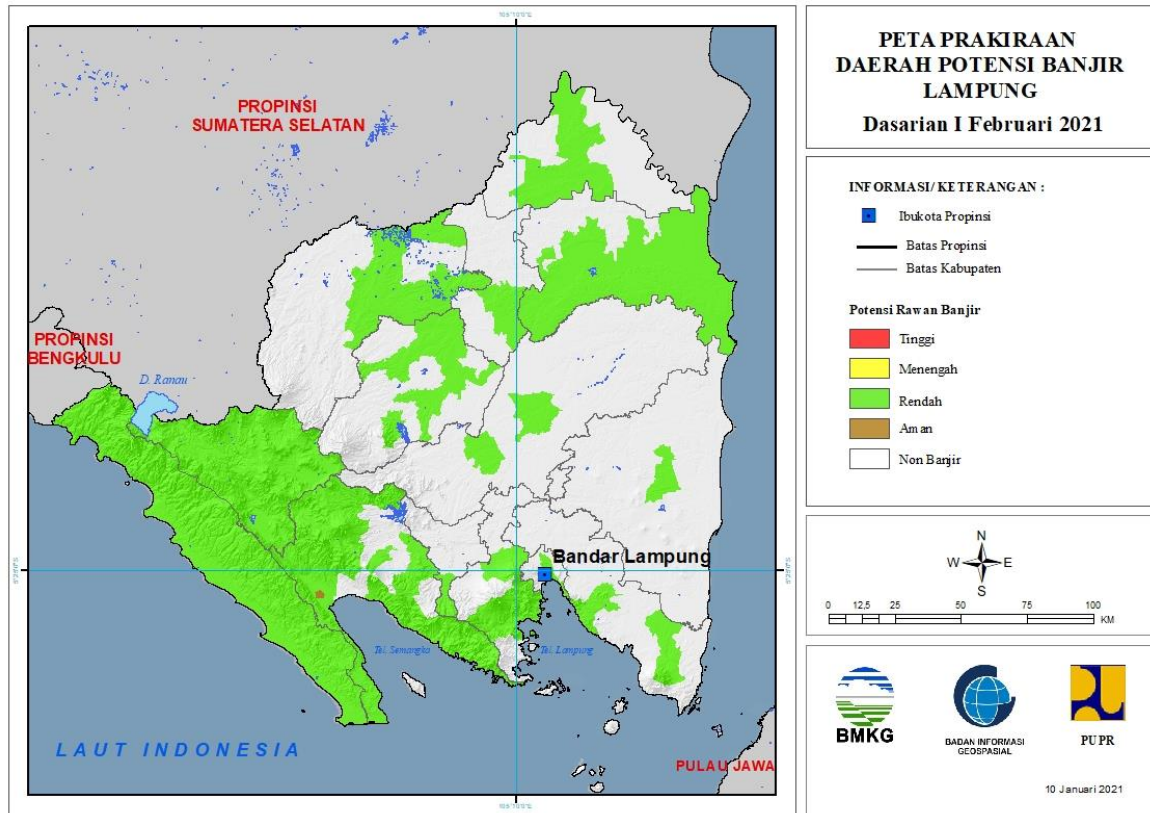 PROPINSI
SUMATERA SELATAN
PROPINSI
BENGKULU
D. Ranau
Bandar Lampung
Tel. Semangka
Tel. Lampung
LAUT INDONESIA
PULAU JAWA
PETA PRAKIRAAN
DAERAH POTENSI BANJIR
LAMPUNG
Dasarian I Februari 2021
INFORMASI/ KETERANGAN :
Ibukota Propinsi
Batas Propinsi
Batas Kabupaten
Potensi Rawan Banjir
Tinggi
Menengah
Rendah
Aman
Non Banjir
N
W E
S
0 12,5 25 50 75 100
KM
BMKG
BADAN INFORMASI
GEOSPASIAL
PUPR
10 Januari 2021